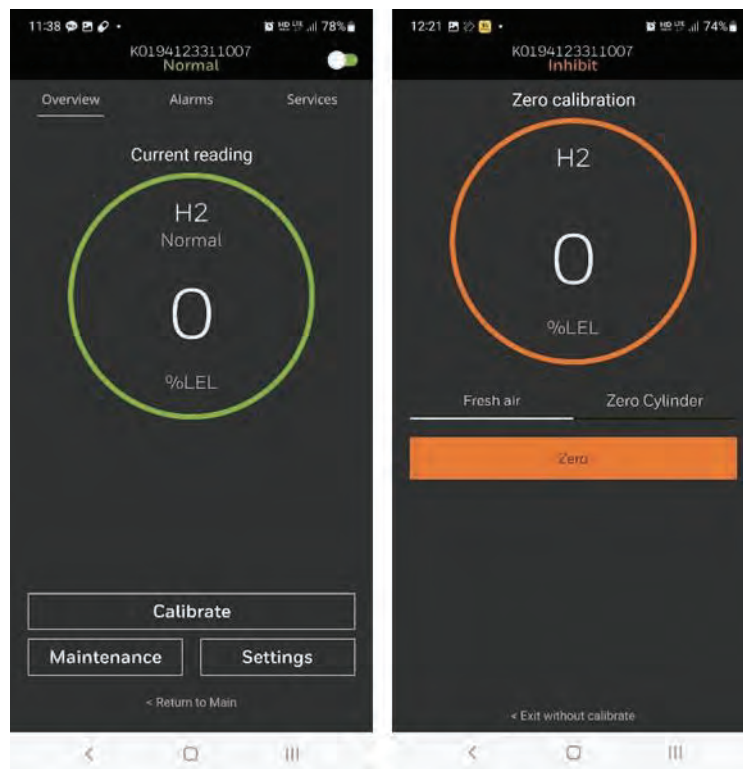 11:38
78%
K0194123311007
Normal
Overview Alarms Services
Current reading
H2
Normal
0
%LEL
Calibrate
Maintenance Settings
< Return to Main
12:21
74%
K0194123311007
Inhibit
Zero calibration
H2
0
%LEL
Fresh air Zero Cylinder
Zero
< Exit without calibrate